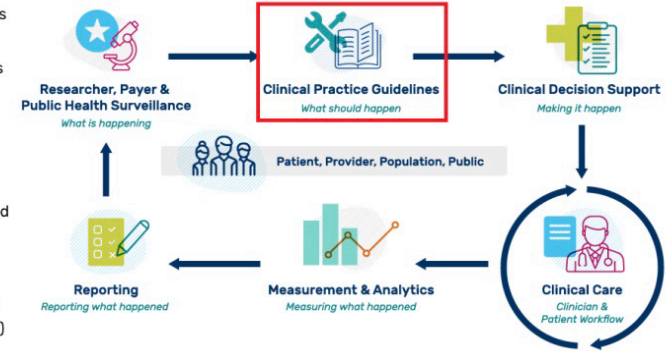 s
s
Researcher, Payer &
Public Health Surveillance
What is happening
Clinical Practice Guidelines
What should happen
Clinical Decision Support
Making it happen
Patient, Provider, Population, Public
d
)
Reporting
Reporting what happened
Measurement & Analytics
Measuring what happened
Clinical Care
Clinician &
Patient Workflow